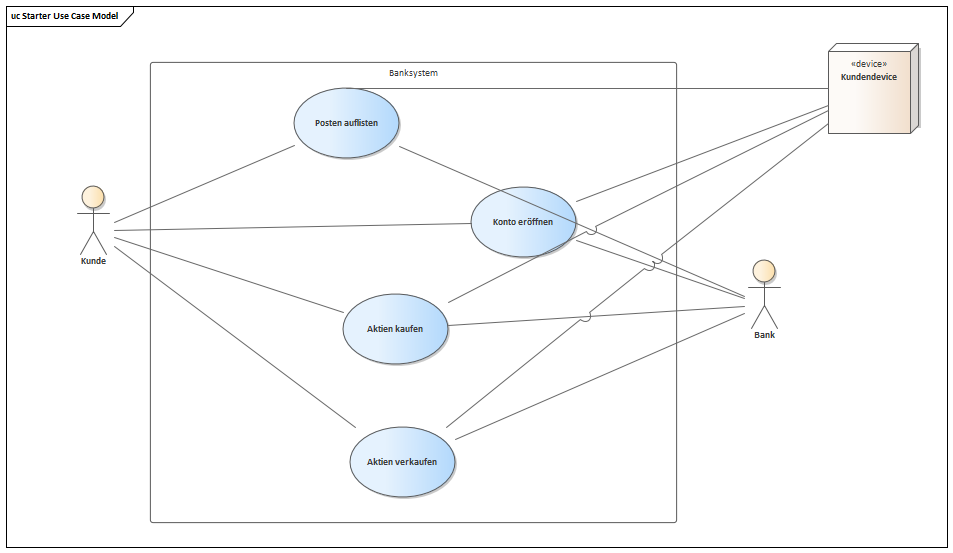 uc Starter Use Case Model
Banksystem
«device»
Kundendevice
Posten auflisten
Konto eröffnen
Kunde
Aktien kaufen
Bank
Aktien verkaufen